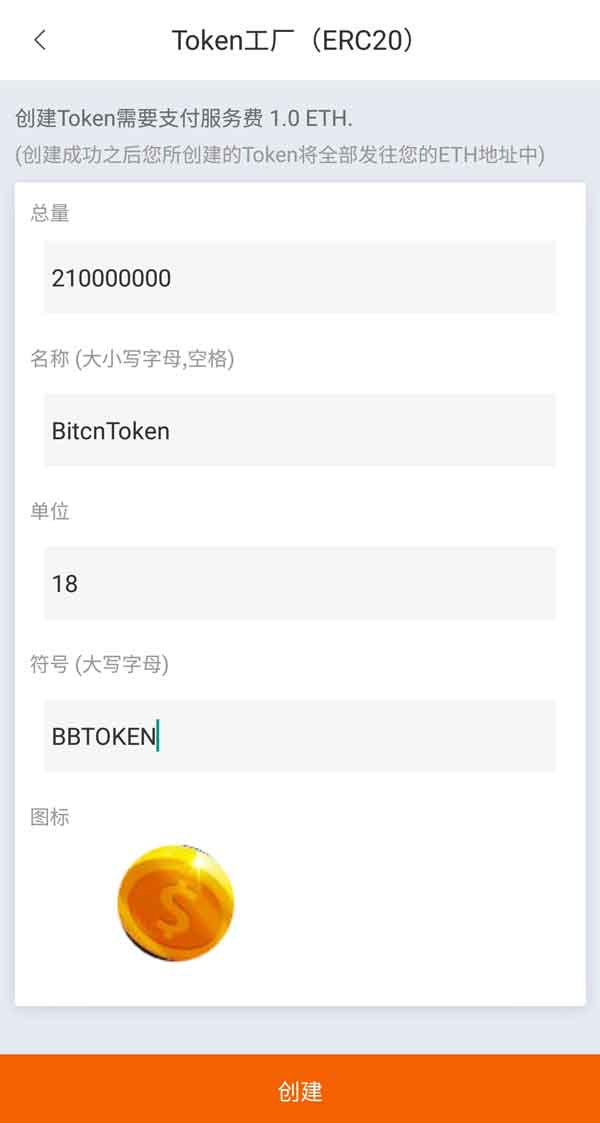 Token工厂（ERC20）
创建Token需要支付服务费 1.0 ETH.
(创建成功之后您所创建的Token将全部发往您的ETH地址中)
总量
210000000
名称 (大小写字母,空格)
BitcnToken
单位
18
符号 (大写字母)
BBTOKEN
图标
$
创建